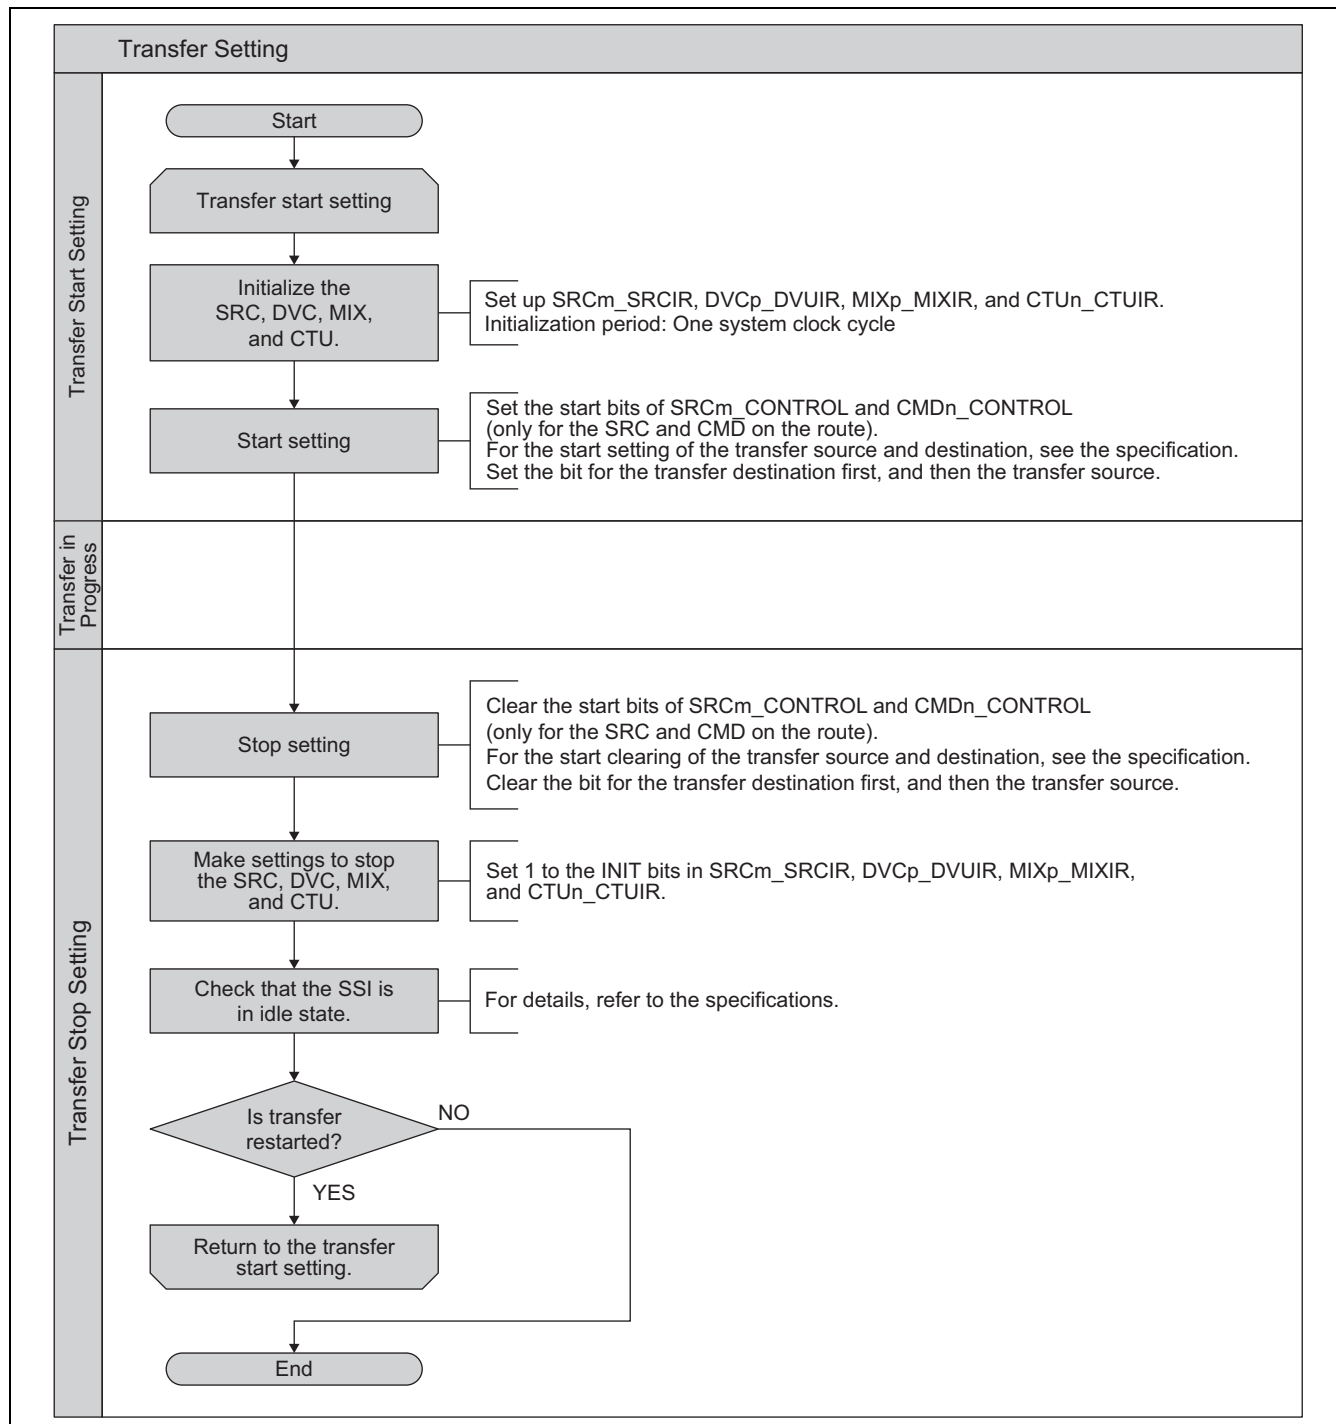 Transfer Setting
Transfer Start Setting
Start
Transfer start setting
Initialize the
SRC, DVC, MIX,
and CTU.
Set up SRCm_SRCIR, DVCp_DVUIR, MIXp_MIXIR, and CTUn_CTUIR.
Initialization period: One system clock cycle
Start setting
Set the start bits of SRCm_CONTROL and CMDn_CONTROL
(only for the SRC and CMD on the route).
For the start setting of the transfer source and destination, see the specification.
Set the bit for the transfer destination first, and then the transfer source.
Transfer in
Progress
Transfer Stop Setting
Stop setting
Clear the start bits of SRCm_CONTROL and CMDn_CONTROL
(only for the SRC and CMD on the route).
For the start clearing of the transfer source and destination, see the specification.
Clear the bit for the transfer destination first, and then the transfer source.
Make settings to stop
the SRC, DVC, MIX,
and CTU.
Set 1 to the INIT bits in SRCm_SRCIR, DVCp_DVUIR, MIXp_MIXIR,
and CTUn_CTUIR.
Check that the SSI is
in idle state.
For details, refer to the specifications.
Is transfer
restarted?
NO
YES
Return to the transfer
start setting.
End